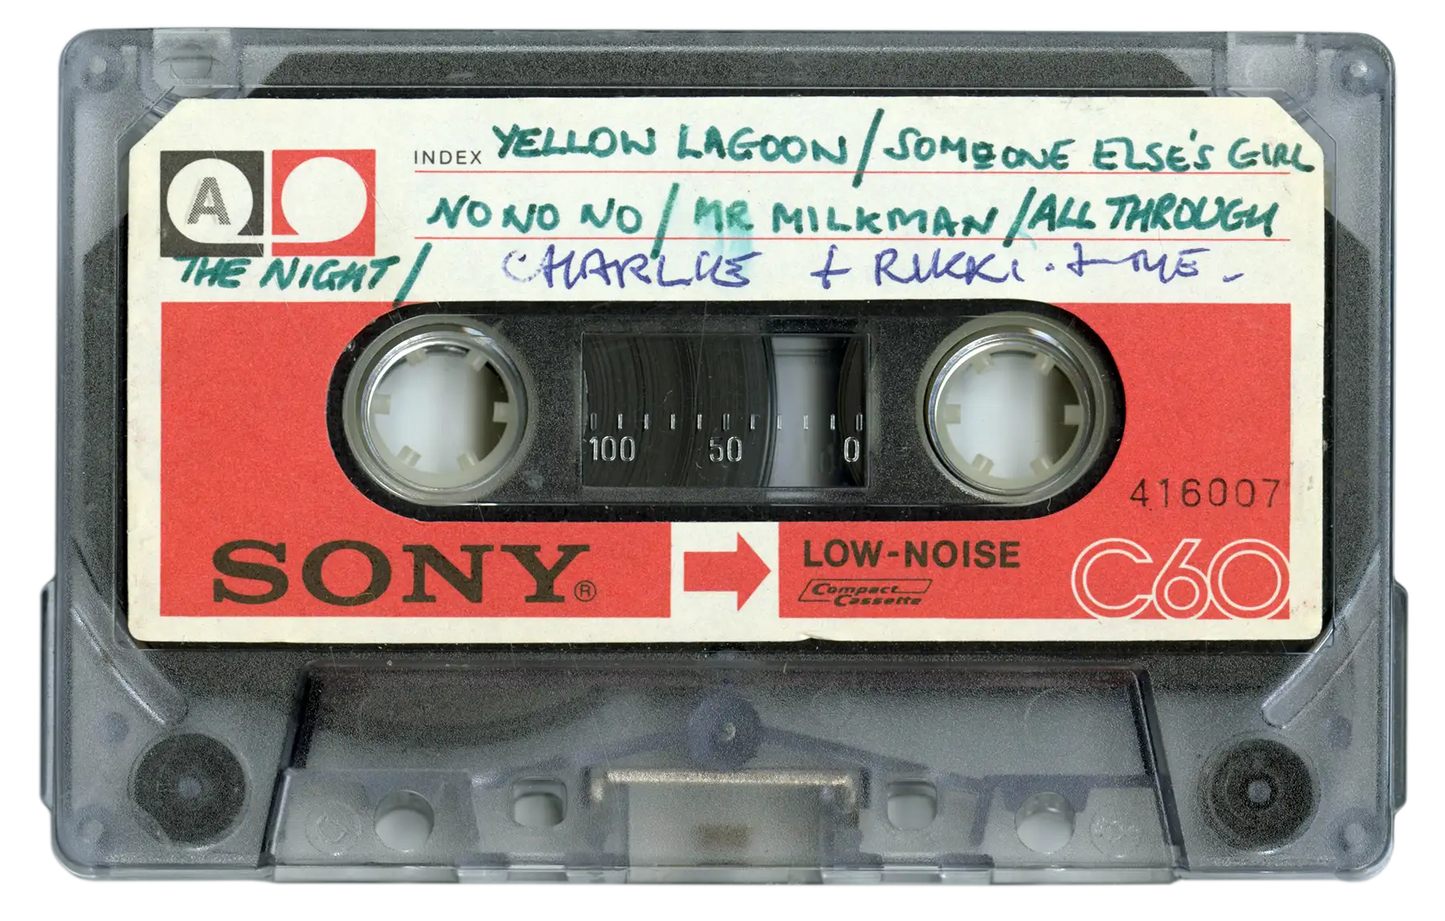 INDEX YELLOW LAGOON/SOMEONE ELSE'S GIRL
A
NO NO NO/MR MILKMAN/ALL THROUGH
THE NIGHT/ CHARLIE + RIKKI. + ME.
100 50 0
416007
SONY®
LOW-NOISE
Compact
Cassette
C60